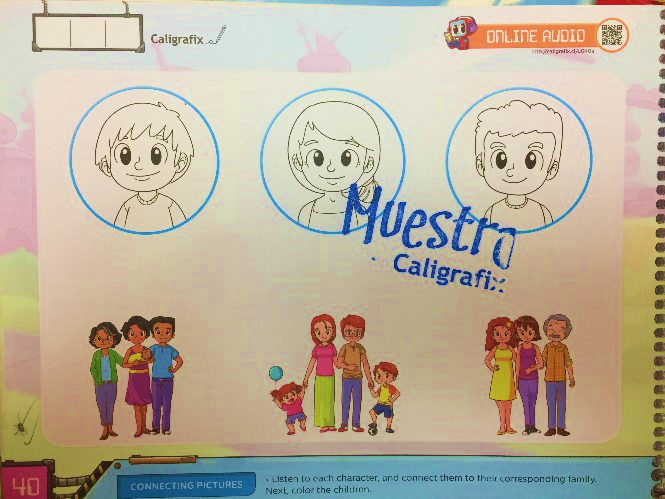 Caligrafix
ONLINE AUDIO
Muestra
Caligrafix
40
CONNECTING PICTURES
• Listen to each character, and connect them to their corresponding family.
Next, color the children.